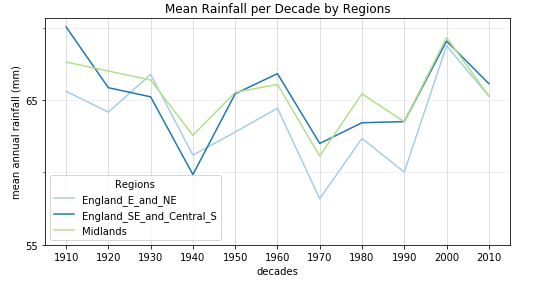 Mean Rainfall per Decade by Regions
mean annual rainfall (mm)
65
55
Regions
England_E_and_NE
England_SE_and_Central_S
Midlands
1910 1920 1930 1940 1950 1960 1970 1980 1990 2000 2010
decades